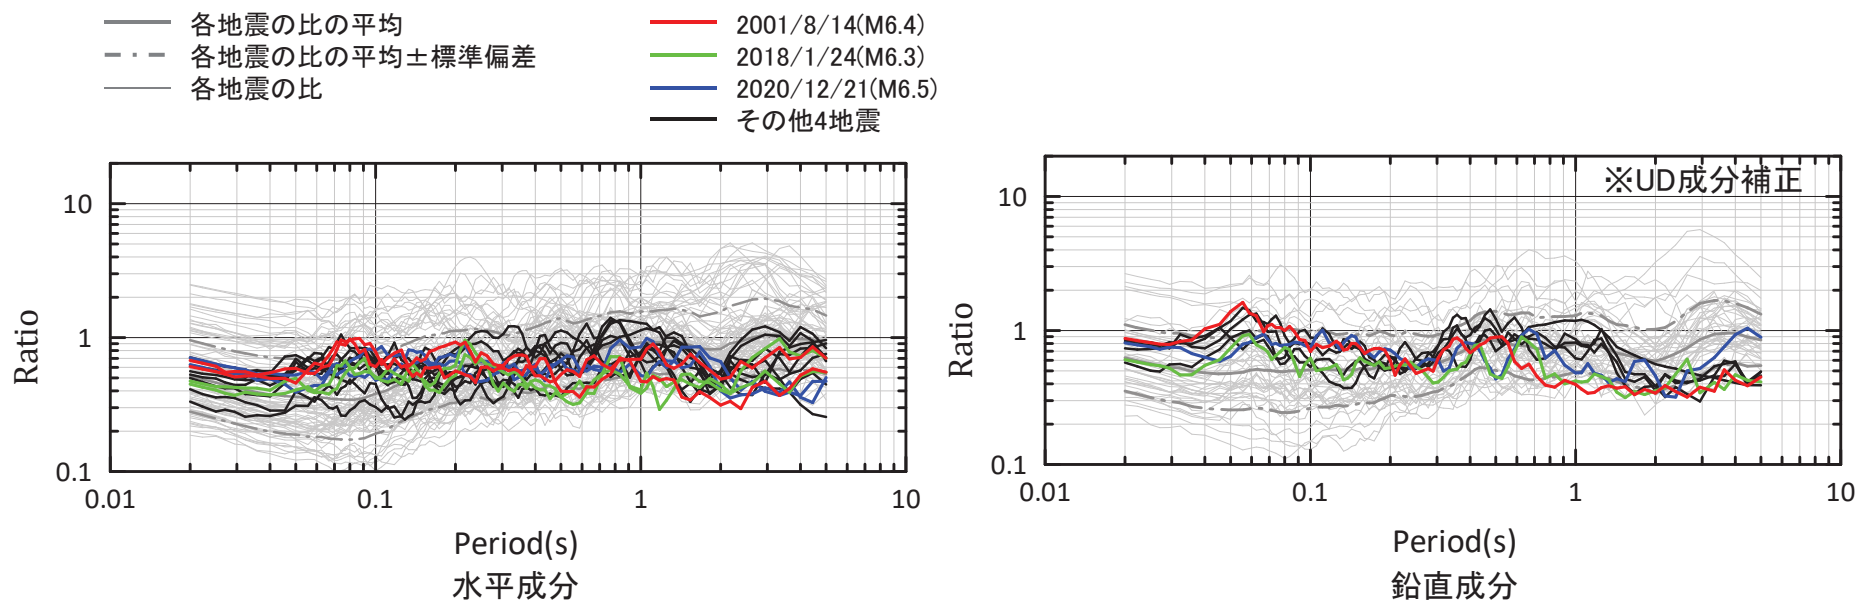 各地震の比の平均
各地震の比の平均±標準偏差
各地震の比
2001/8/14(M6.4)
2018/1/24(M6.3)
2020/12/21(M6.5)
その他4地震
10
1
0.1
Ratio
0.01
0.1
1
10
Period(s)
水平成分
※UD成分補正
10
1
0.1
Ratio
0.01
0.1
1
10
Period(s)
鉛直成分